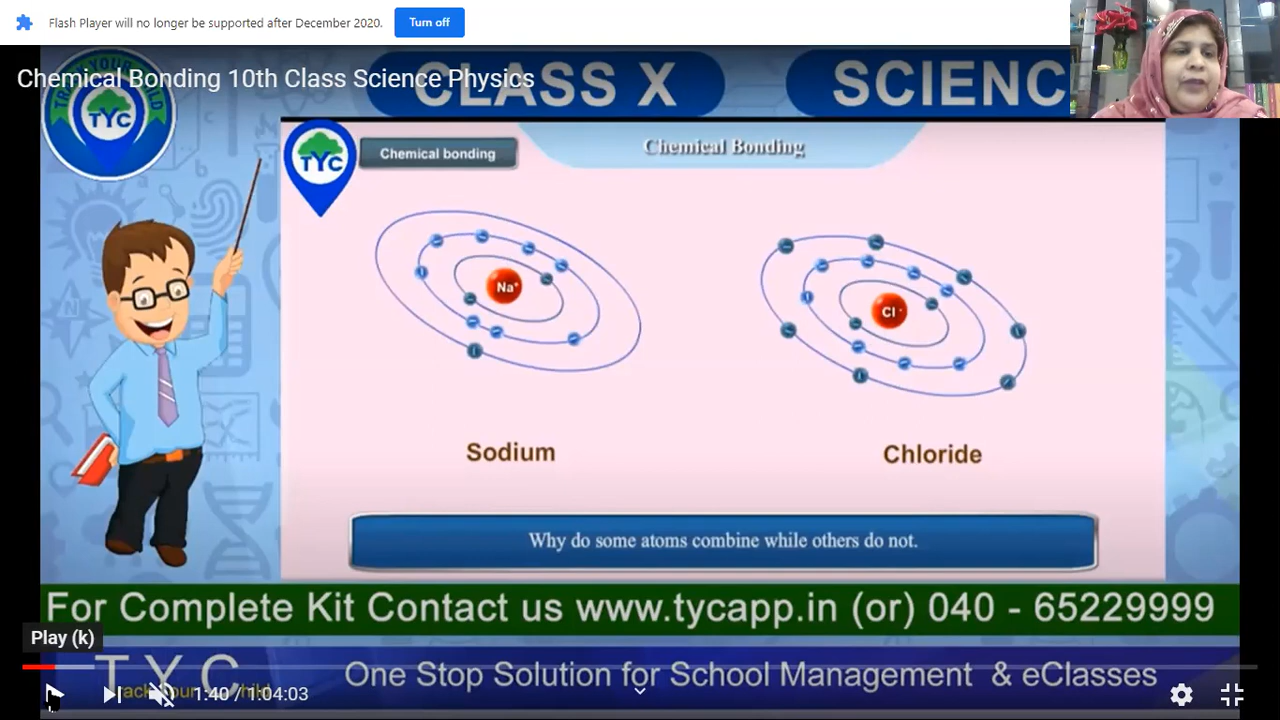 Flash Player will no longer be supported after December 2020.
Turn off
Chemical Bonding 10th Class Science Physics
CLASS X
SCIENC
TYC
TYC
Chemical bonding
Chemical Bonding
Na+
Cl
Sodium
Chloride
Why do some atoms combine while others do not.
For Complete Kit Contact us www.tycapp.in (or) 040 - 65229999
Play (k)
T Y C
One Stop Solution for School Management & eClasses
1:40 / 1:04:03